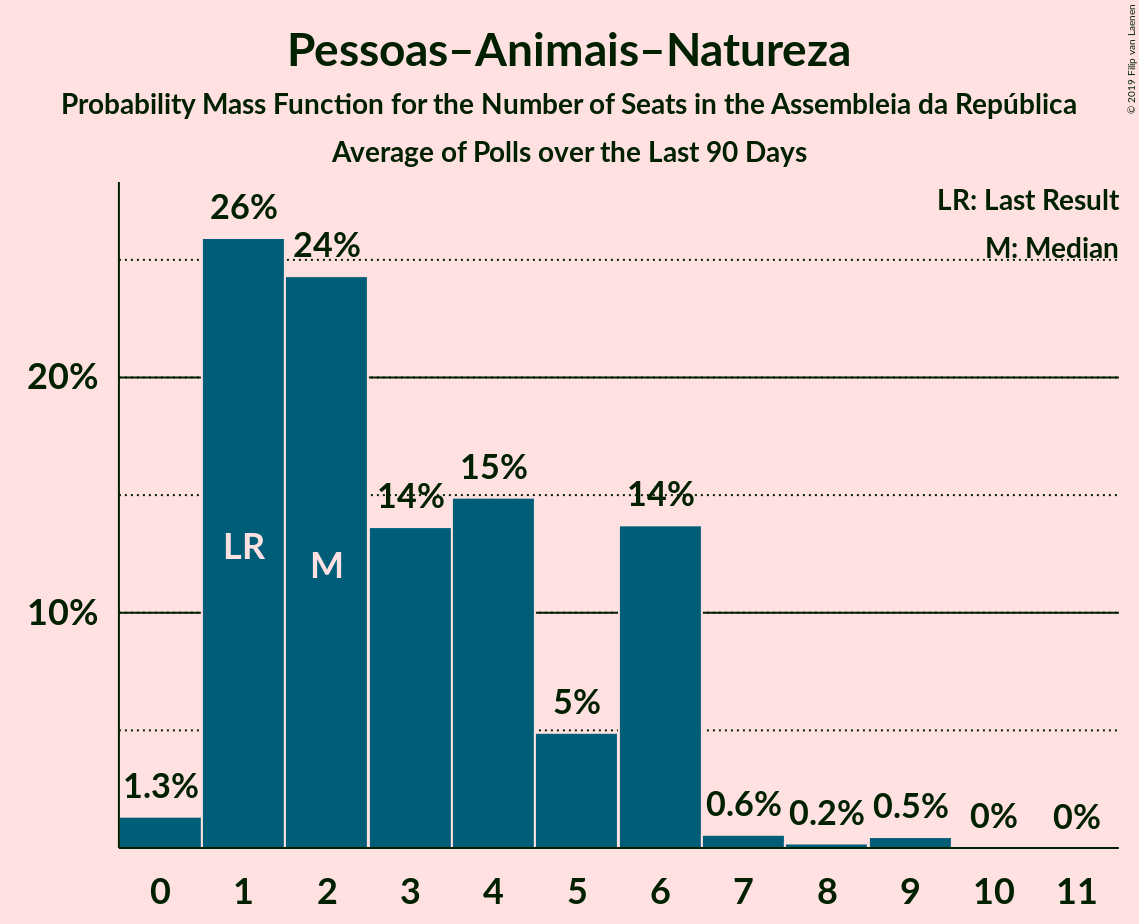 Pessoas–Animais–Natureza
Probability Mass Function for the Number of Seats in the Assembleia da República
Average of Polls over the Last 90 Days
© 2019 Filip van Laenen
LR: Last Result
M: Median
26%
24%
20%
15%
14%
14%
LR
M
10%
5%
1.3%
0.6%
0.2%
0.5%
0%
0%
0 1 2 3 4 5 6 7 8 9 10 11